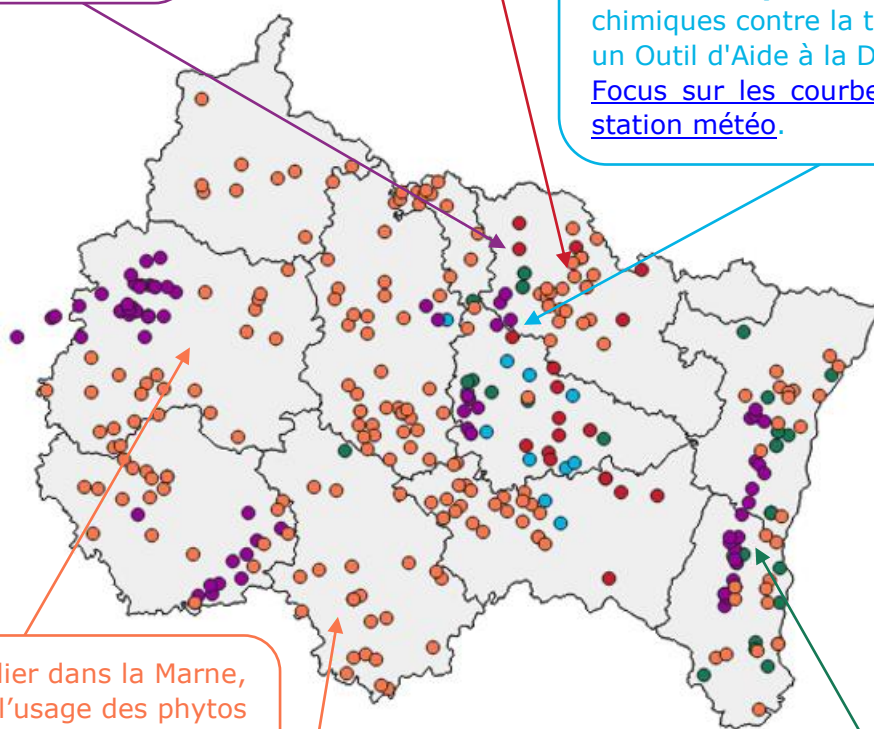 chimiques contre la t
un Outil d'Aide à la D
Focus sur les courbe
station météo.
lier dans la Marne,
l'usage des phytos